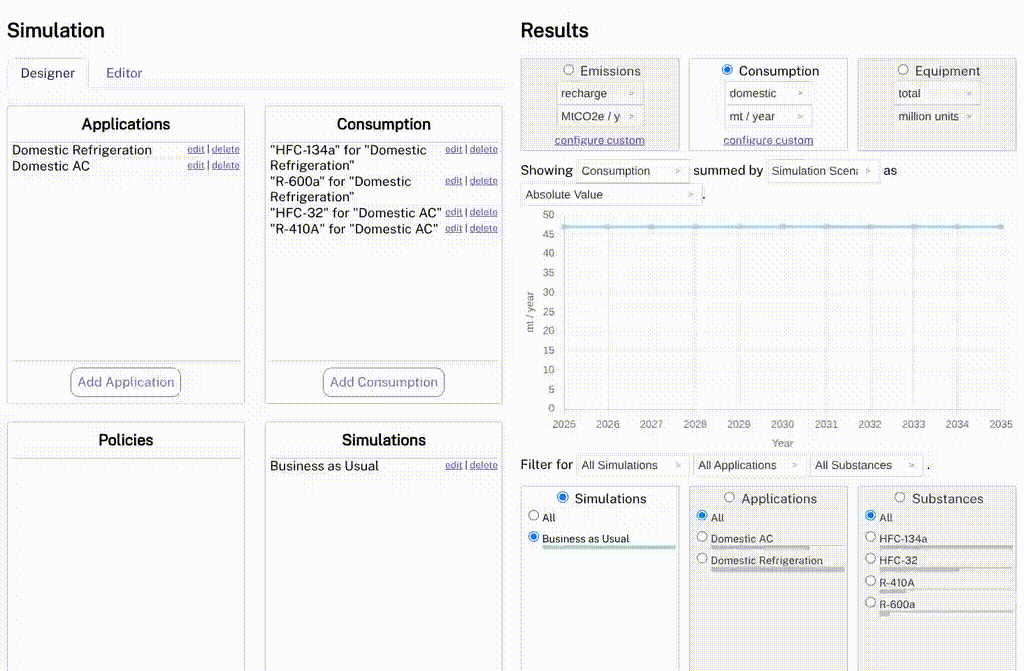 Simulation
Designer
Editor
Applications
Domestic Refrigeration edit | delete
Domestic AC edit | delete
Add Application
Consumption
"HFC-134a" for "Domestic edit | delete
Refrigeration"
"R-600a" for "Domestic edit | delete
Refrigeration"
"HFC-32" for "Domestic AC" edit | delete
"R-410A" for "Domestic AC" edit | delete
Add Consumption
Policies
Simulations
Business as Usual edit | delete
Results
Emissions
recharge
MtCO2e / y
configure custom
Consumption
domestic
mt / year
configure custom
Equipment
total
million units
Showing Consumption summed by Simulation Scena as
Absolute Value .
50
45
40
35
30
25
20
15
10
5
0
mt / year
2025 2026 2027 2028 2029 2030 2031 2032 2033 2034 2035
Year
Filter for All Simulations All Applications All Substances .
Simulations
All
Business as Usual
Applications
All
Domestic AC
Domestic Refrigeration
Substances
All
HFC-134a
HFC-32
R-410A
R-600a